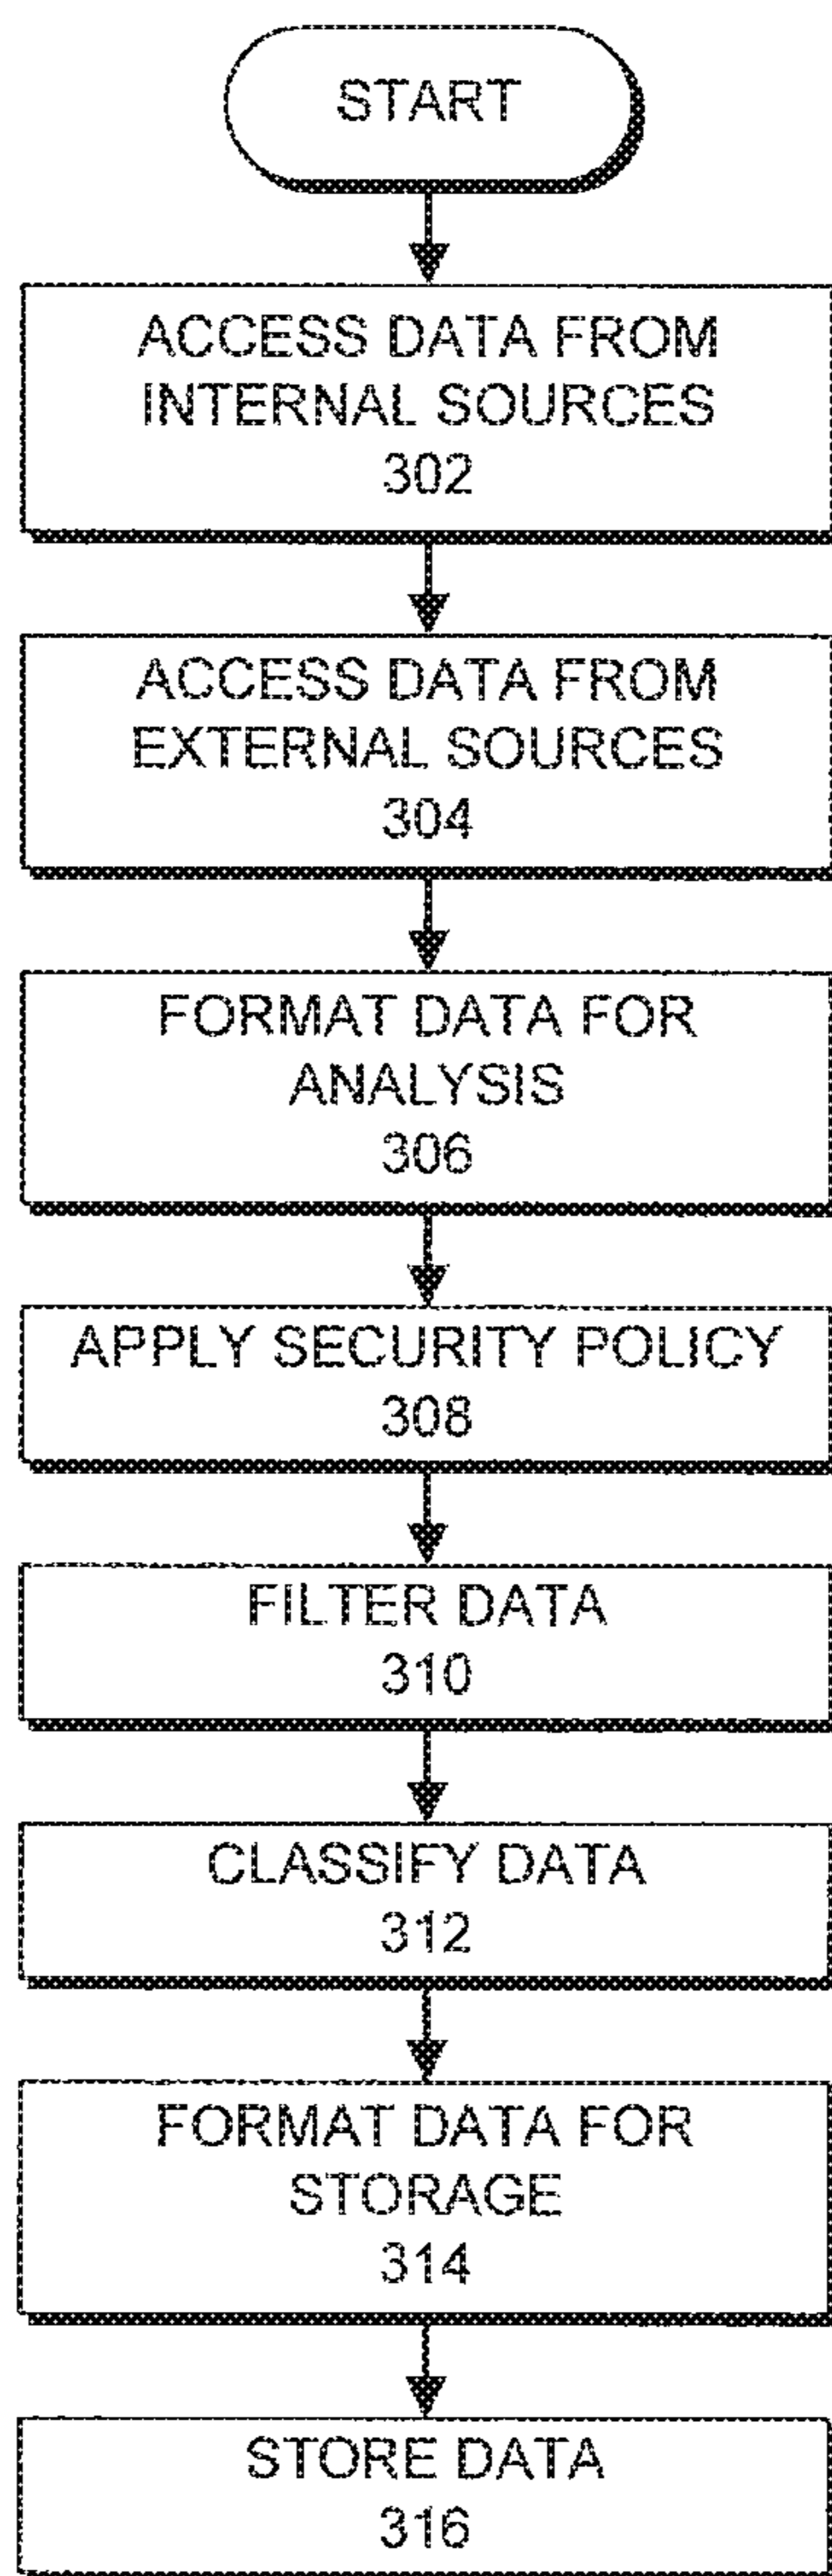 START
ACCESS DATA FROM
INTERNAL SOURCES
302
ACCESS DATA FROM
EXTERNAL SOURCES
304
FORMAT DATA FOR
ANALYSIS
306
APPLY SECURITY POLICY
308
FILTER DATA
310
CLASSIFY DATA
312
FORMAT DATA FOR
STORAGE
314
STORE DATA
316